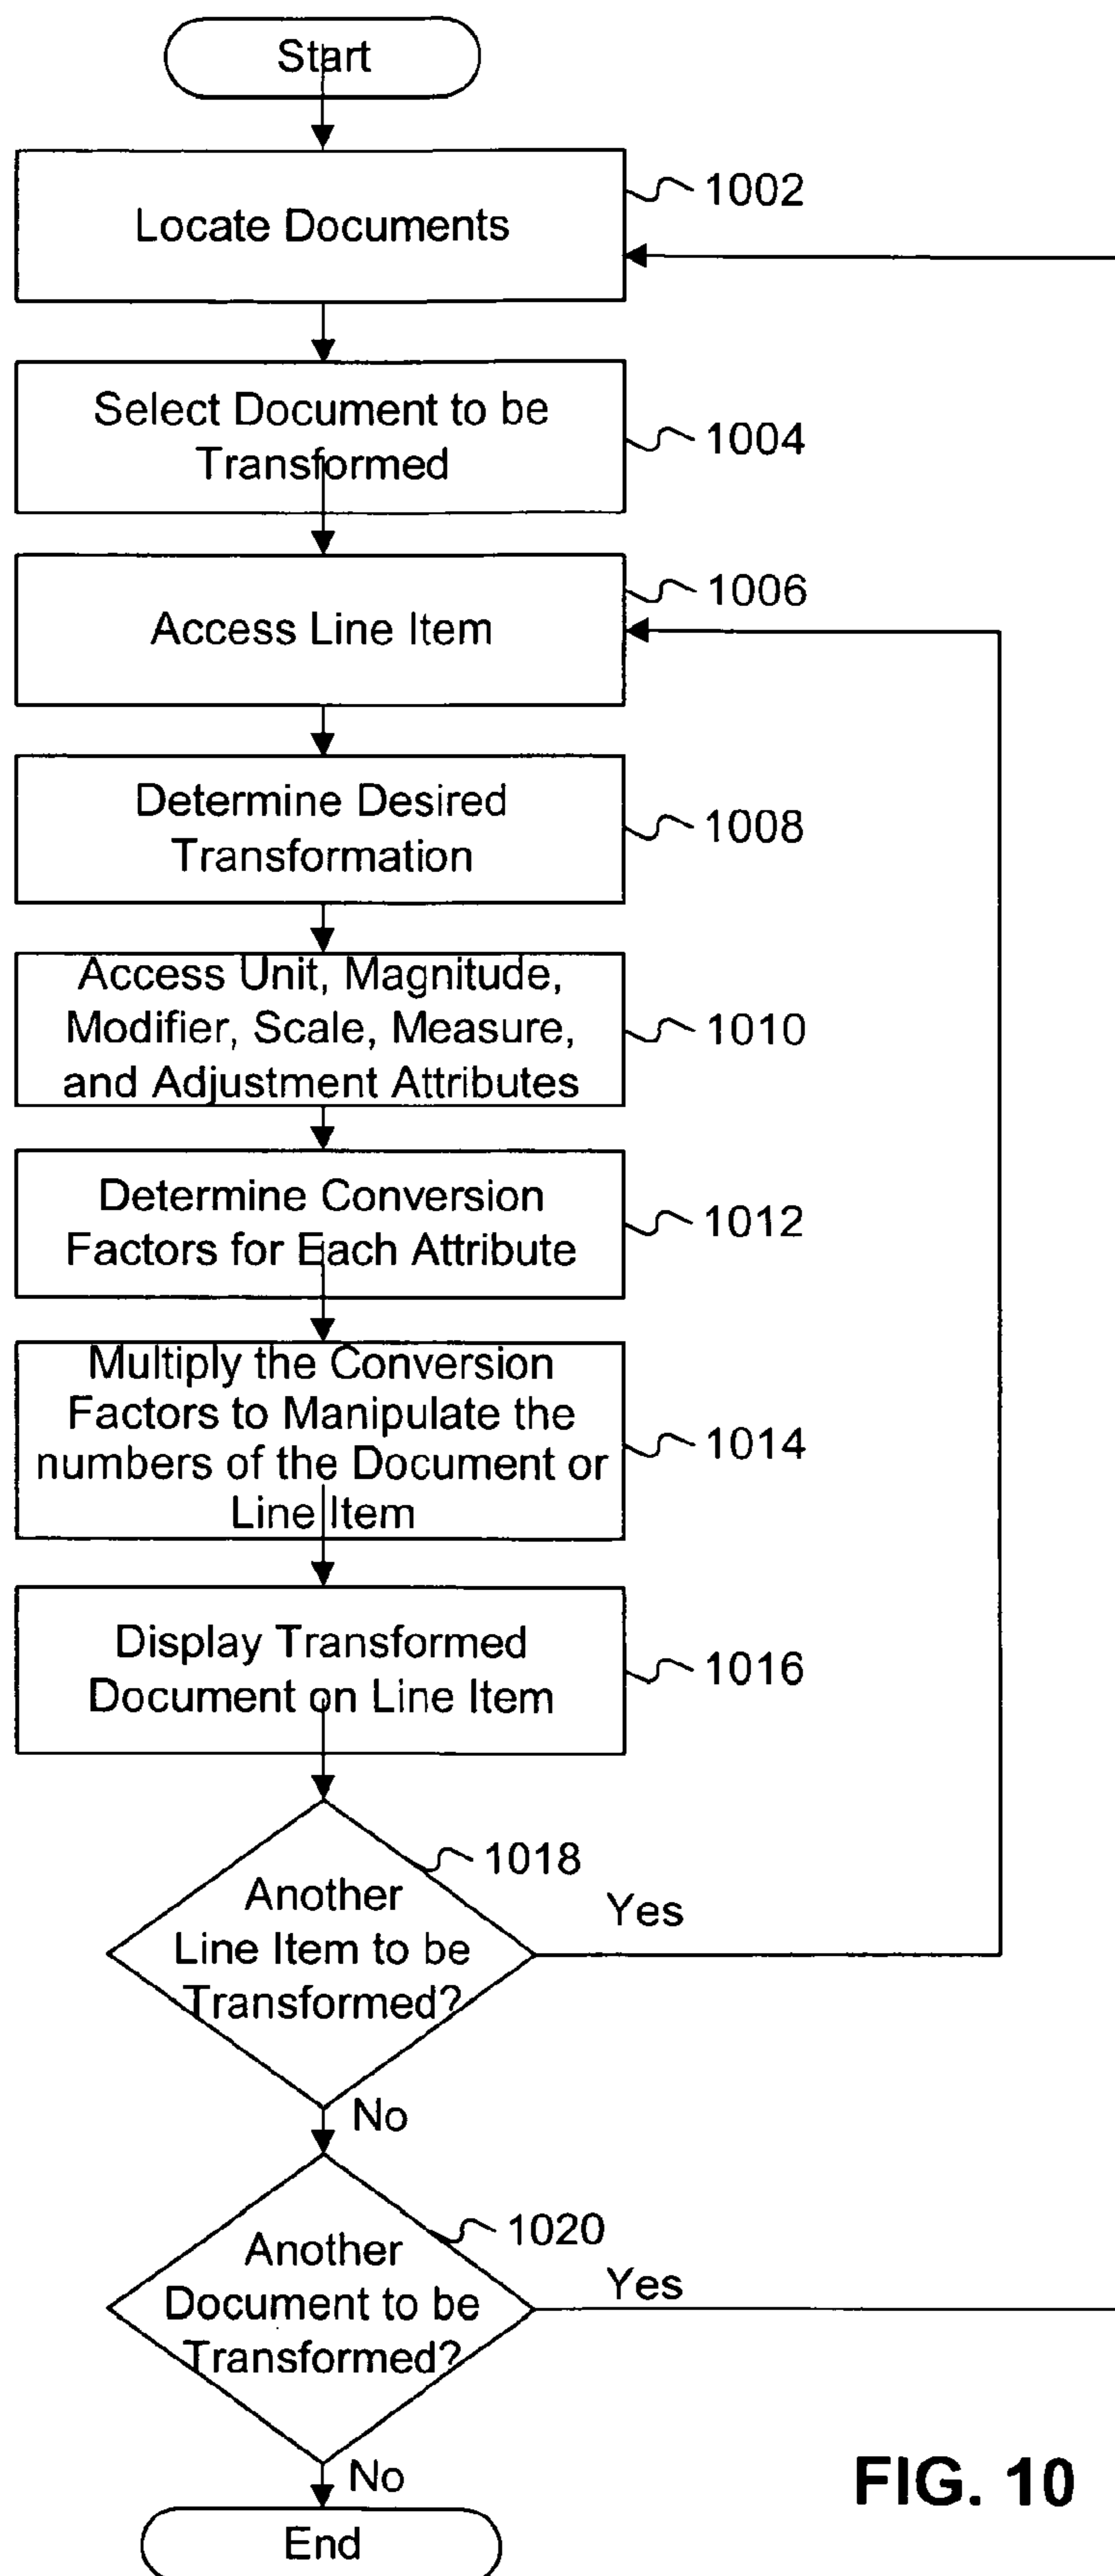 Start
Locate Documents
1002
Select Document to be
Transformed
1004
Access Line Item
1006
Determine Desired
Transformation
1008
Access Unit, Magnitude,
Modifier, Scale, Measure,
and Adjustment Attributes
1010
Determine Conversion
Factors for Each Attribute
1012
Multiply the Conversion
Factors to Manipulate the
numbers of the Document or
Line Item
1014
Display Transformed
Document on Line Item
1016
Another
Line Item to be
Transformed?
1018
Yes
No
Another
Document to be
Transformed?
1020
Yes
No
End
FIG. 10